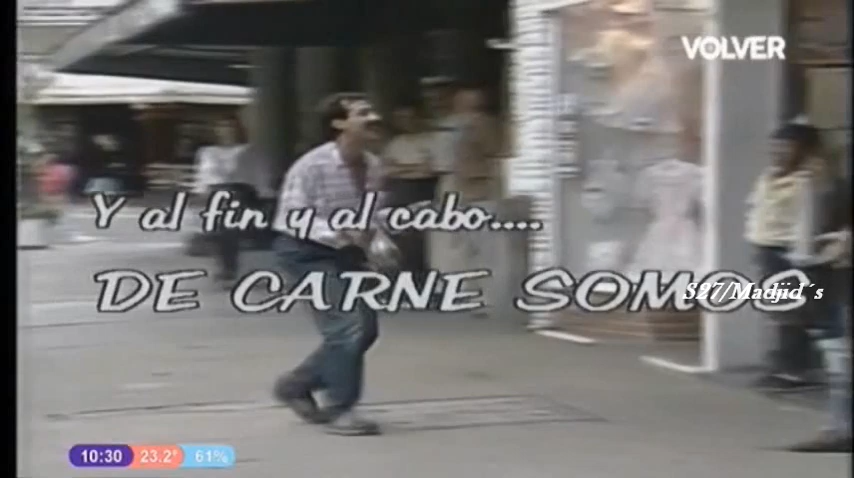 VOLVER
Y al fin y al cabo....
DE CARNE SOMOS
S27/Madjid´s
10:30 23.2° 61%